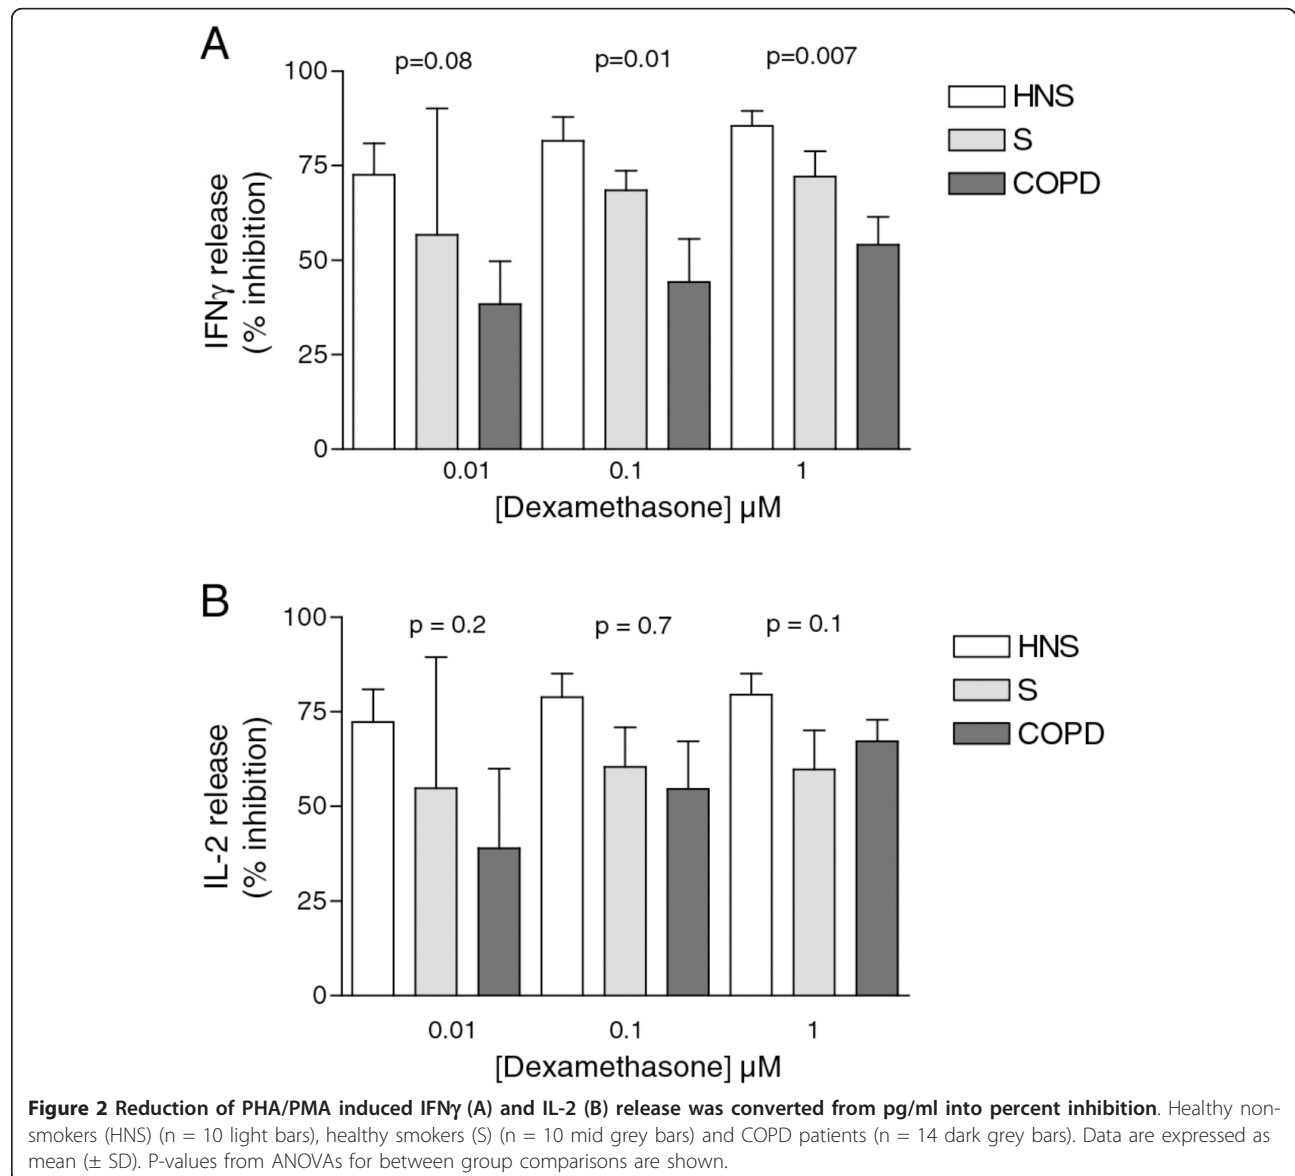 A
p=0.08 p=0.01 p=0.007
100
75
50
25
0
IFNγ release
(% inhibition)
HNS
S
COPD
0.01 0.1 1
[Dexamethasone] µM
B
p = 0.2 p = 0.7 p = 0.1
100
75
50
25
0
IL-2 release
(% inhibition)
HNS
S
COPD
0.01 0.1 1
[Dexamethasone] µM
Figure 2 Reduction of PHA/PMA induced IFNγ (A) and IL-2 (B) release was converted from pg/ml into percent inhibition. Healthy non-
smokers (HNS) (n = 10 light bars), healthy smokers (S) (n = 10 mid grey bars) and COPD patients (n = 14 dark grey bars). Data are expressed as
mean (± SD). P-values from ANOVAs for between group comparisons are shown.